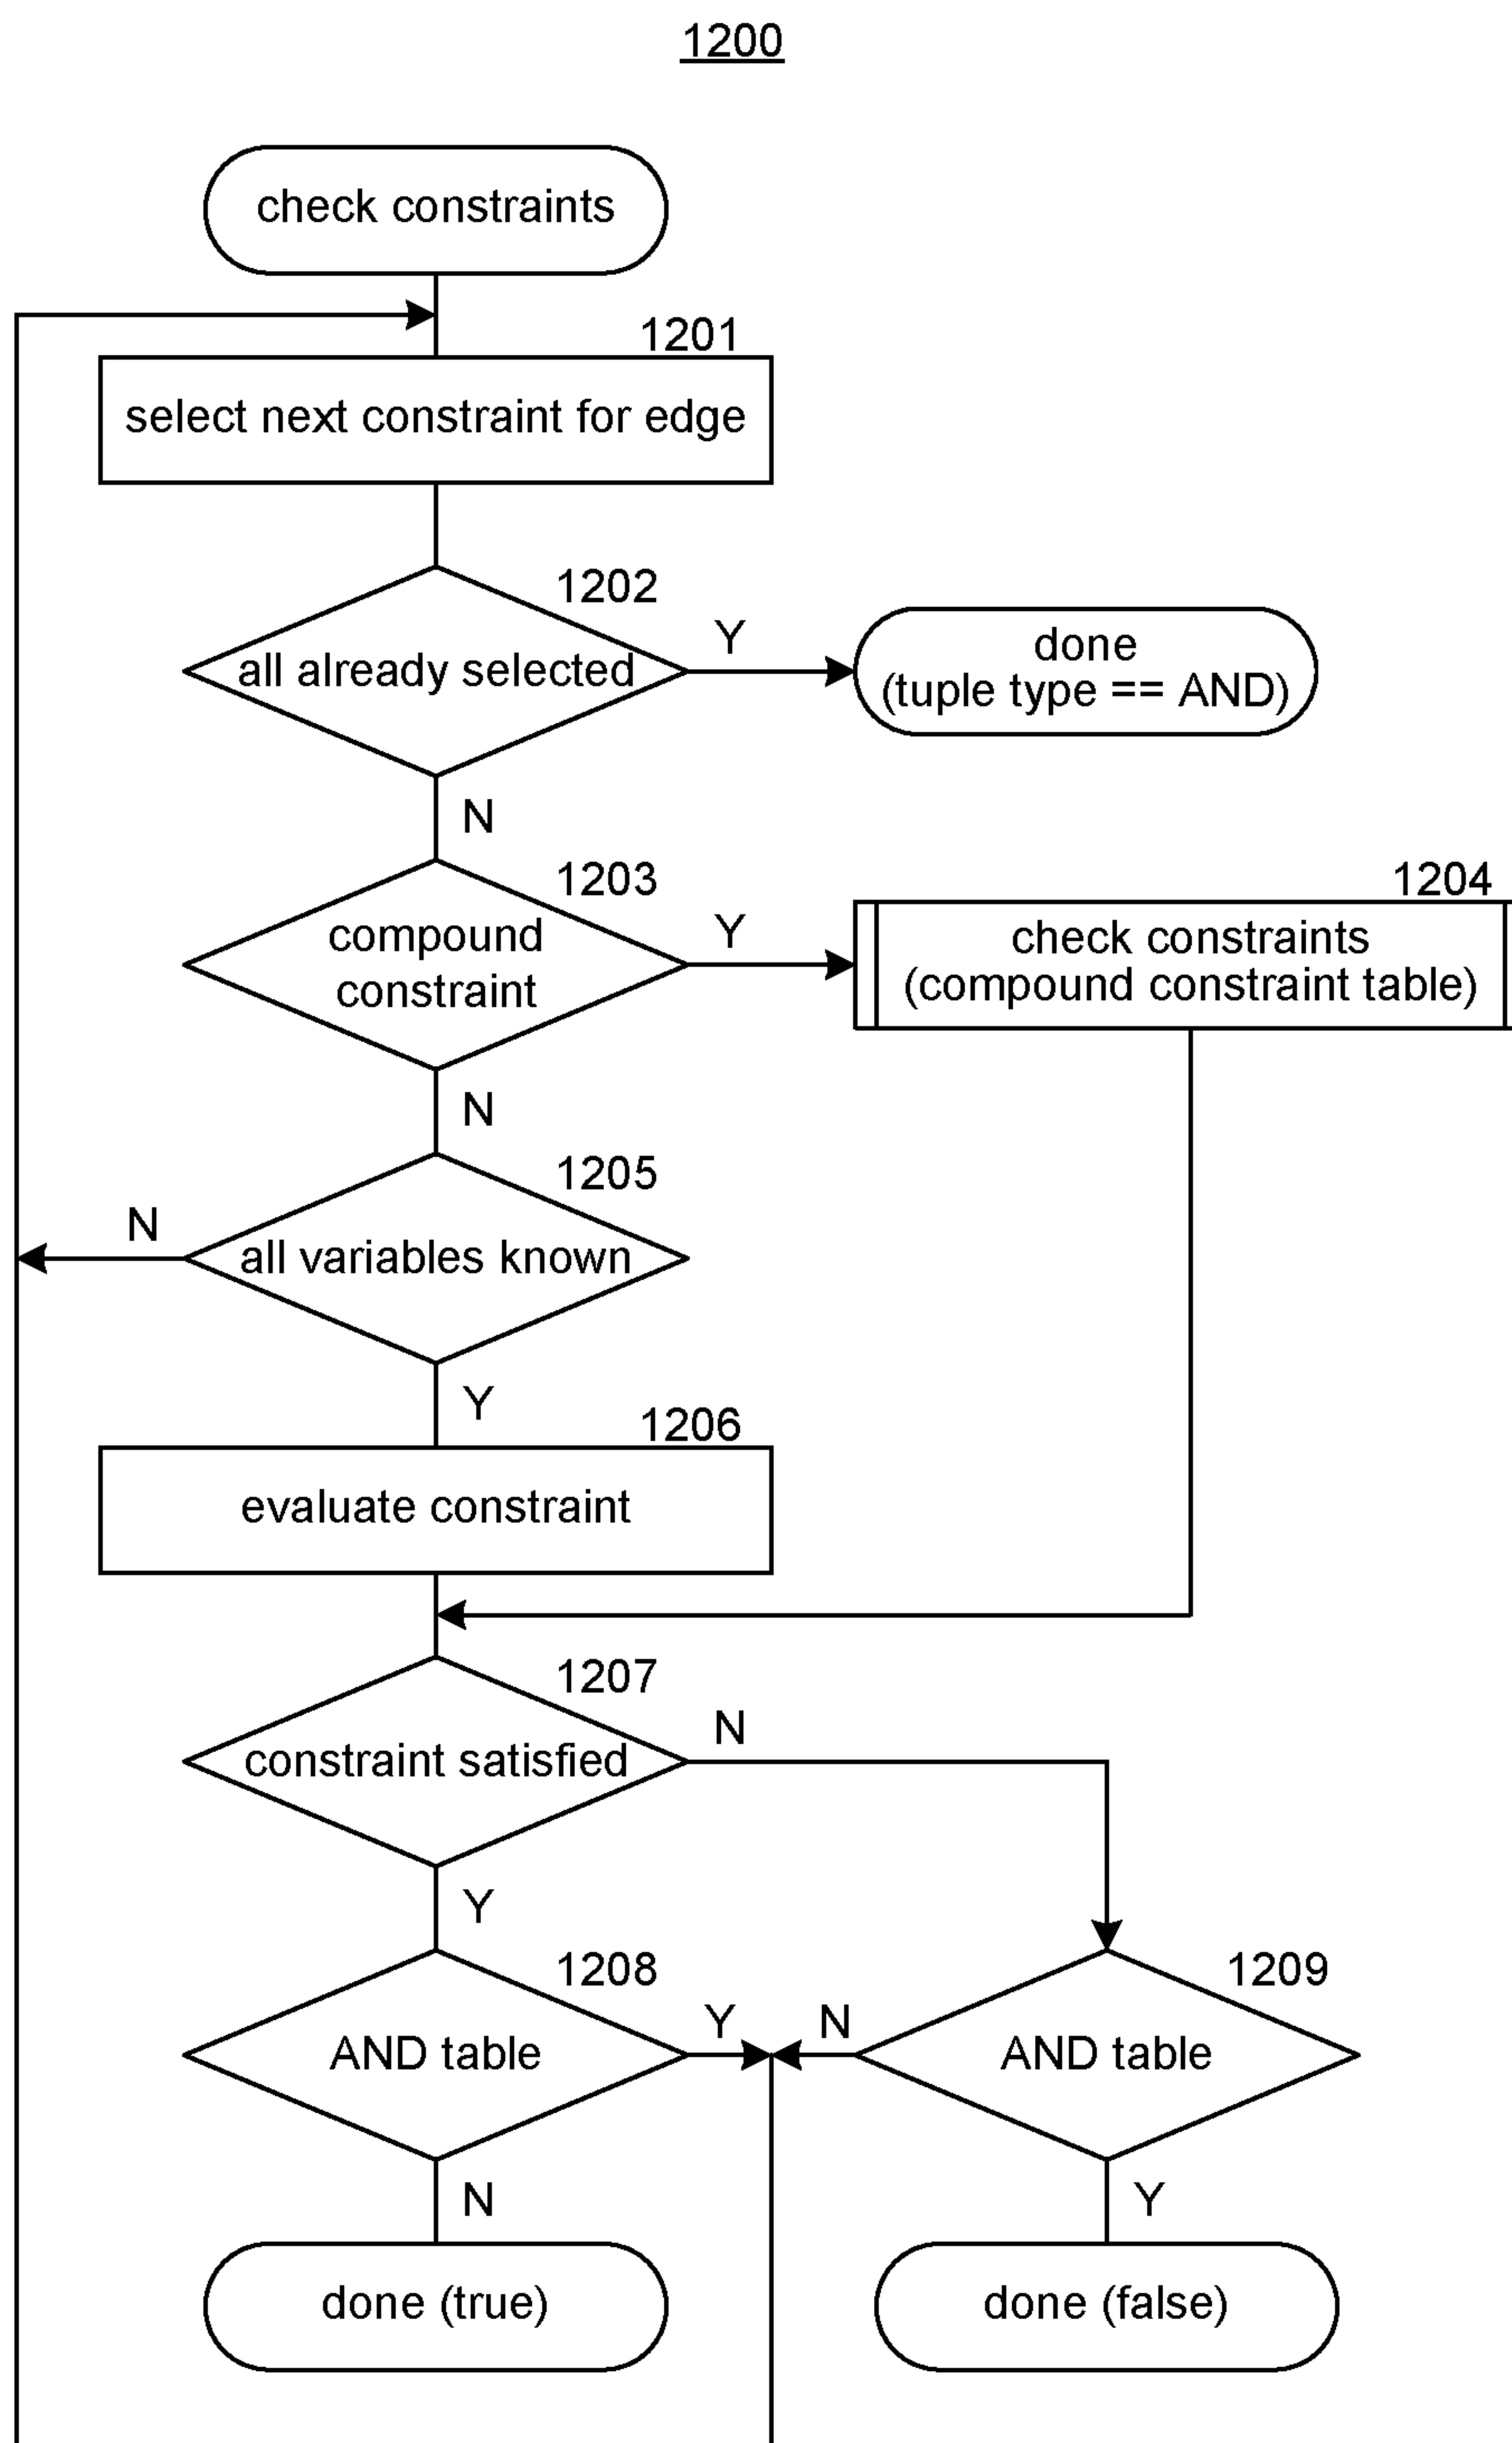 1200
check constraints
1201
select next constraint for edge
1202
all already selected
Y
done
(tuple type == AND)
N
1203
compound
constraint
Y
1204
check constraints
(compound constraint table)
N
1205
all variables known
N
Y
1206
evaluate constraint
1207
constraint satisfied
N
Y
1208
AND table
Y
N
1209
AND table
N
Y
done (true)
done (false)